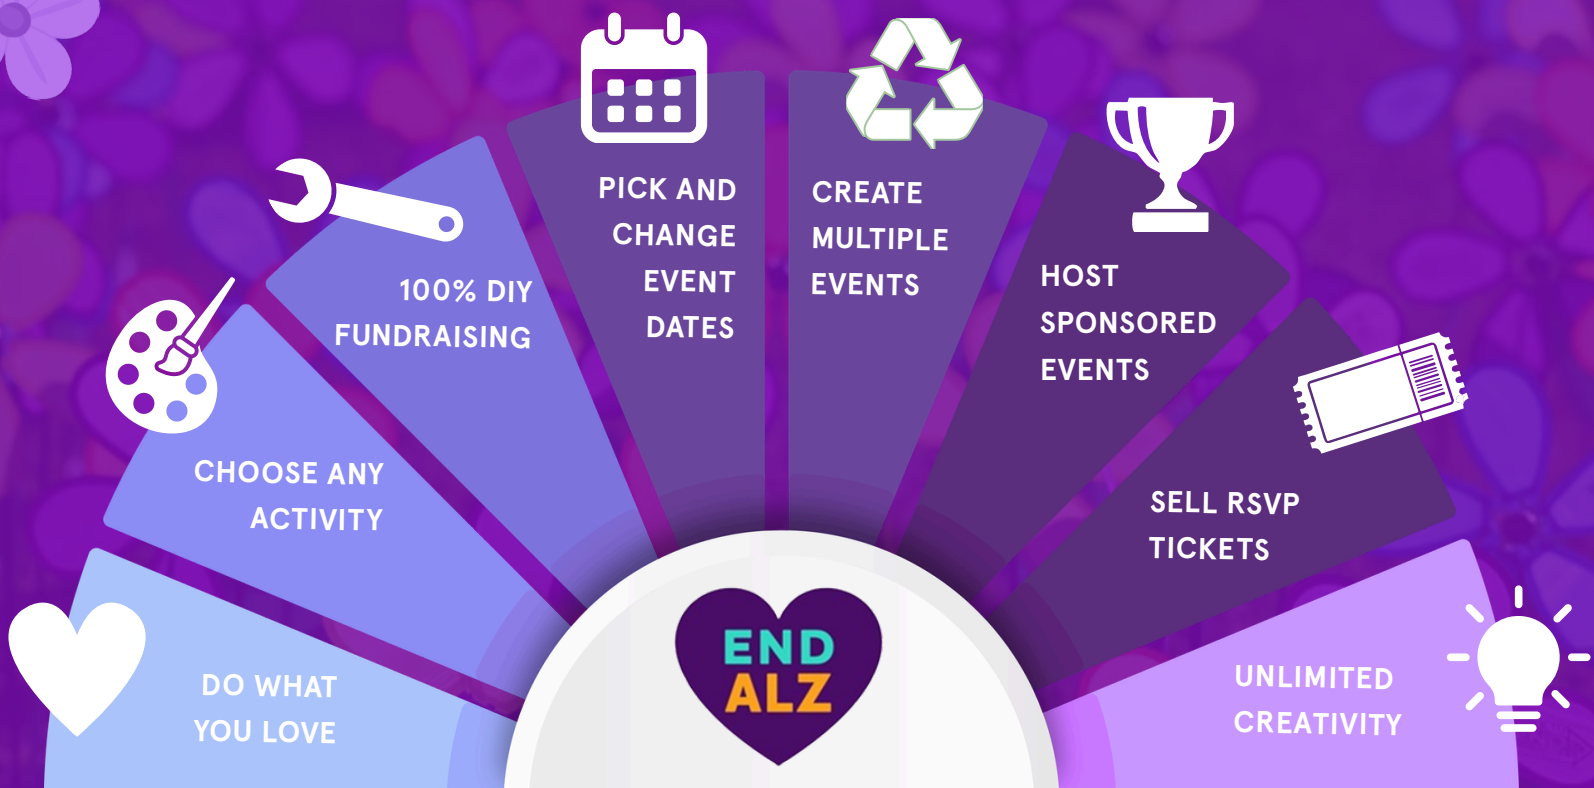 DO WHAT
YOU LOVE
CHOOSE ANY
ACTIVITY
100% DIY
FUNDRAISING
PICK AND
CHANGE
EVENT
DATES
CREATE
MULTIPLE
EVENTS
HOST
SPONSORED
EVENTS
SELL RSVP
TICKETS
UNLIMITED
CREATIVITY
END
ALZ